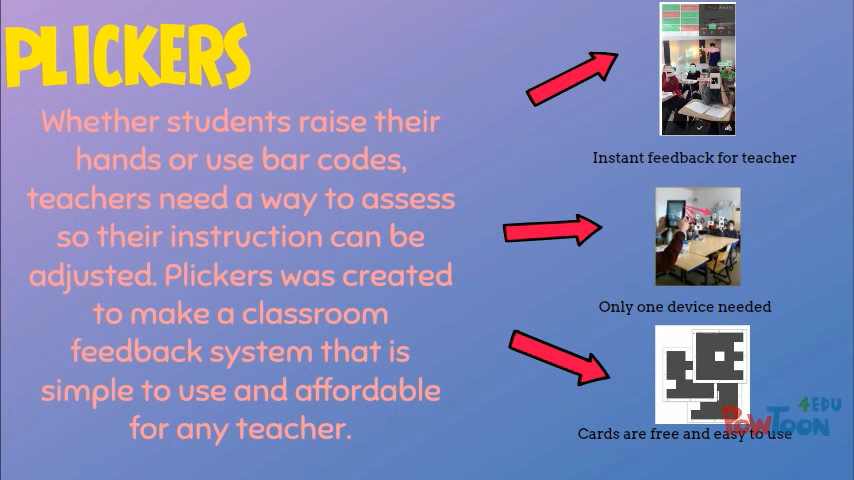 PLICKERS
Whether students raise their
hands or use bar codes,
teachers need a way to assess
so their instruction can be
adjusted. Plickers was created
to make a classroom
feedback system that is
simple to use and affordable
for any teacher.
Instant feedback for teacher
Only one device needed
Cards are free and easy to use
4EDU
POWTOON